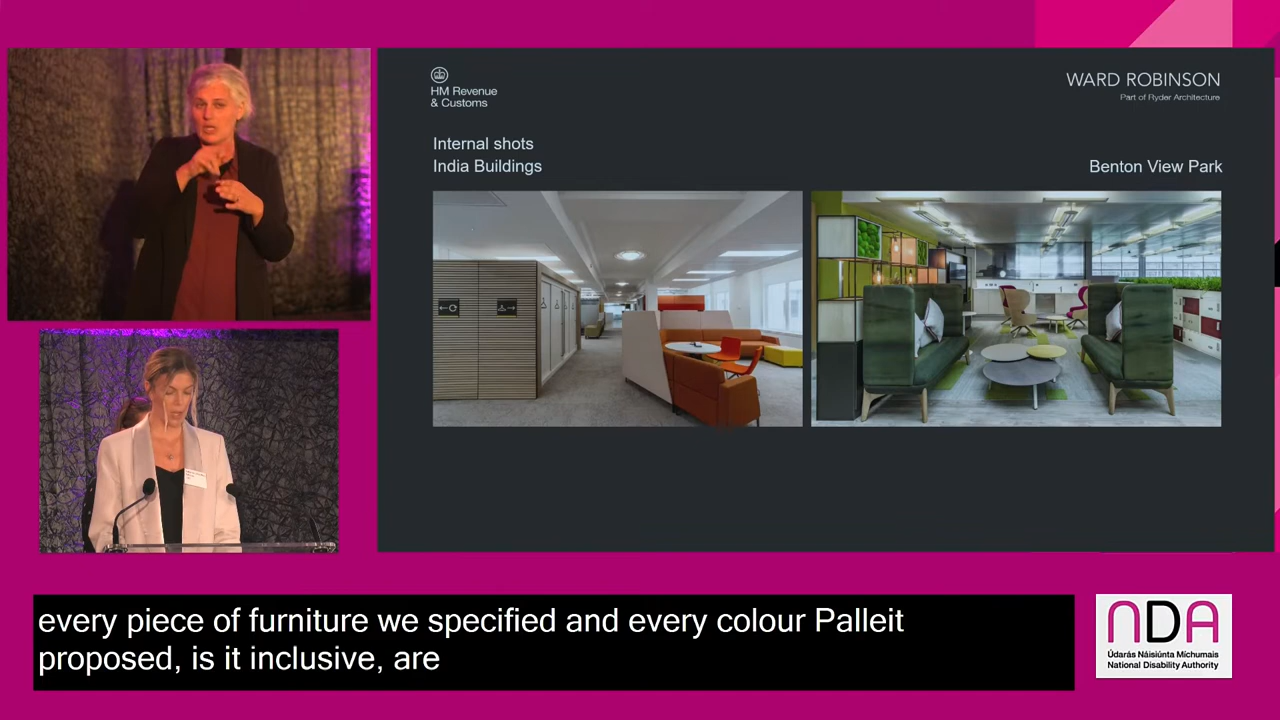 HM Revenue
& Customs
WARD ROBINSON
Part of Ryder Architecture
Internal shots
India Buildings
Benton View Park
every piece of furniture we specified and every colour Palleit
proposed, is it inclusive, are
NDA
Údarás Náisiúnta Míchumais
National Disability Authority